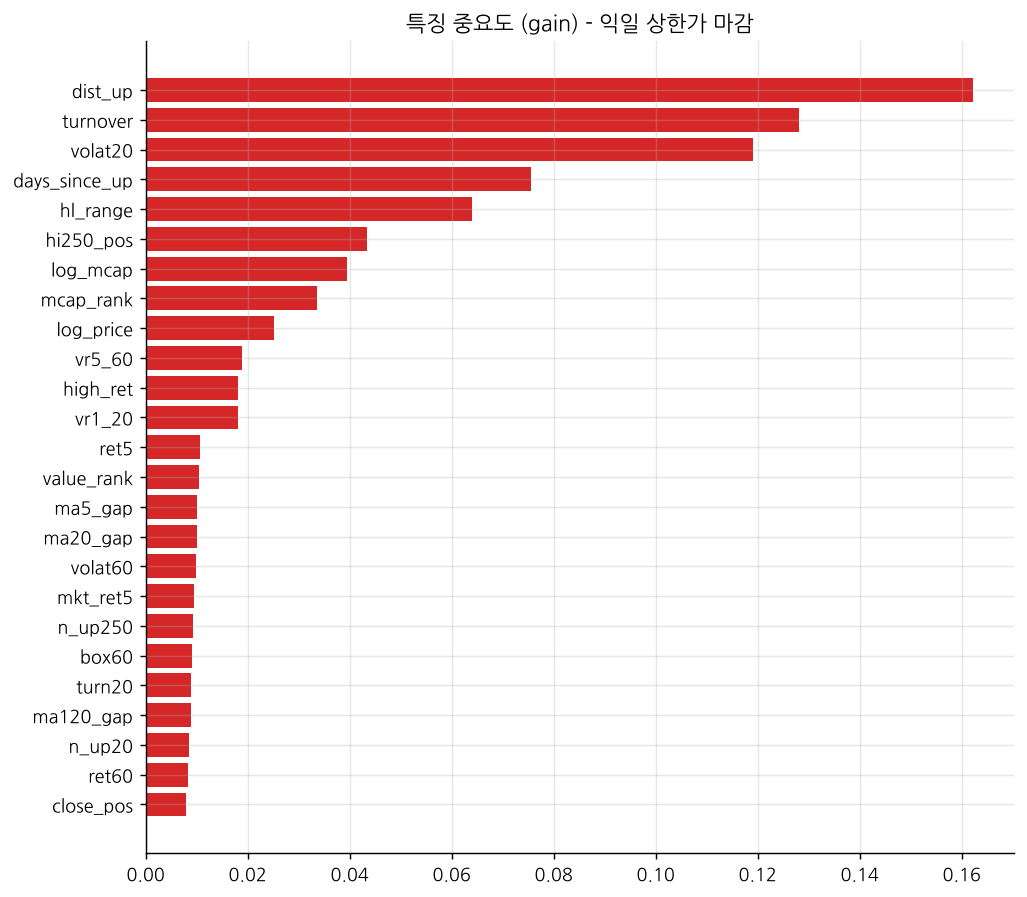 특징 중요도 (gain) - 익일 상한가 마감
dist_up
turnover
volat20
days_since_up
hl_range
hi250_pos
log_mcap
mcap_rank
log_price
vr5_60
high_ret
vr1_20
ret5
value_rank
ma5_gap
ma20_gap
volat60
mkt_ret5
n_up250
box60
turn20
ma120_gap
n_up20
ret60
close_pos
0.00 0.02 0.04 0.06 0.08 0.10 0.12 0.14 0.16